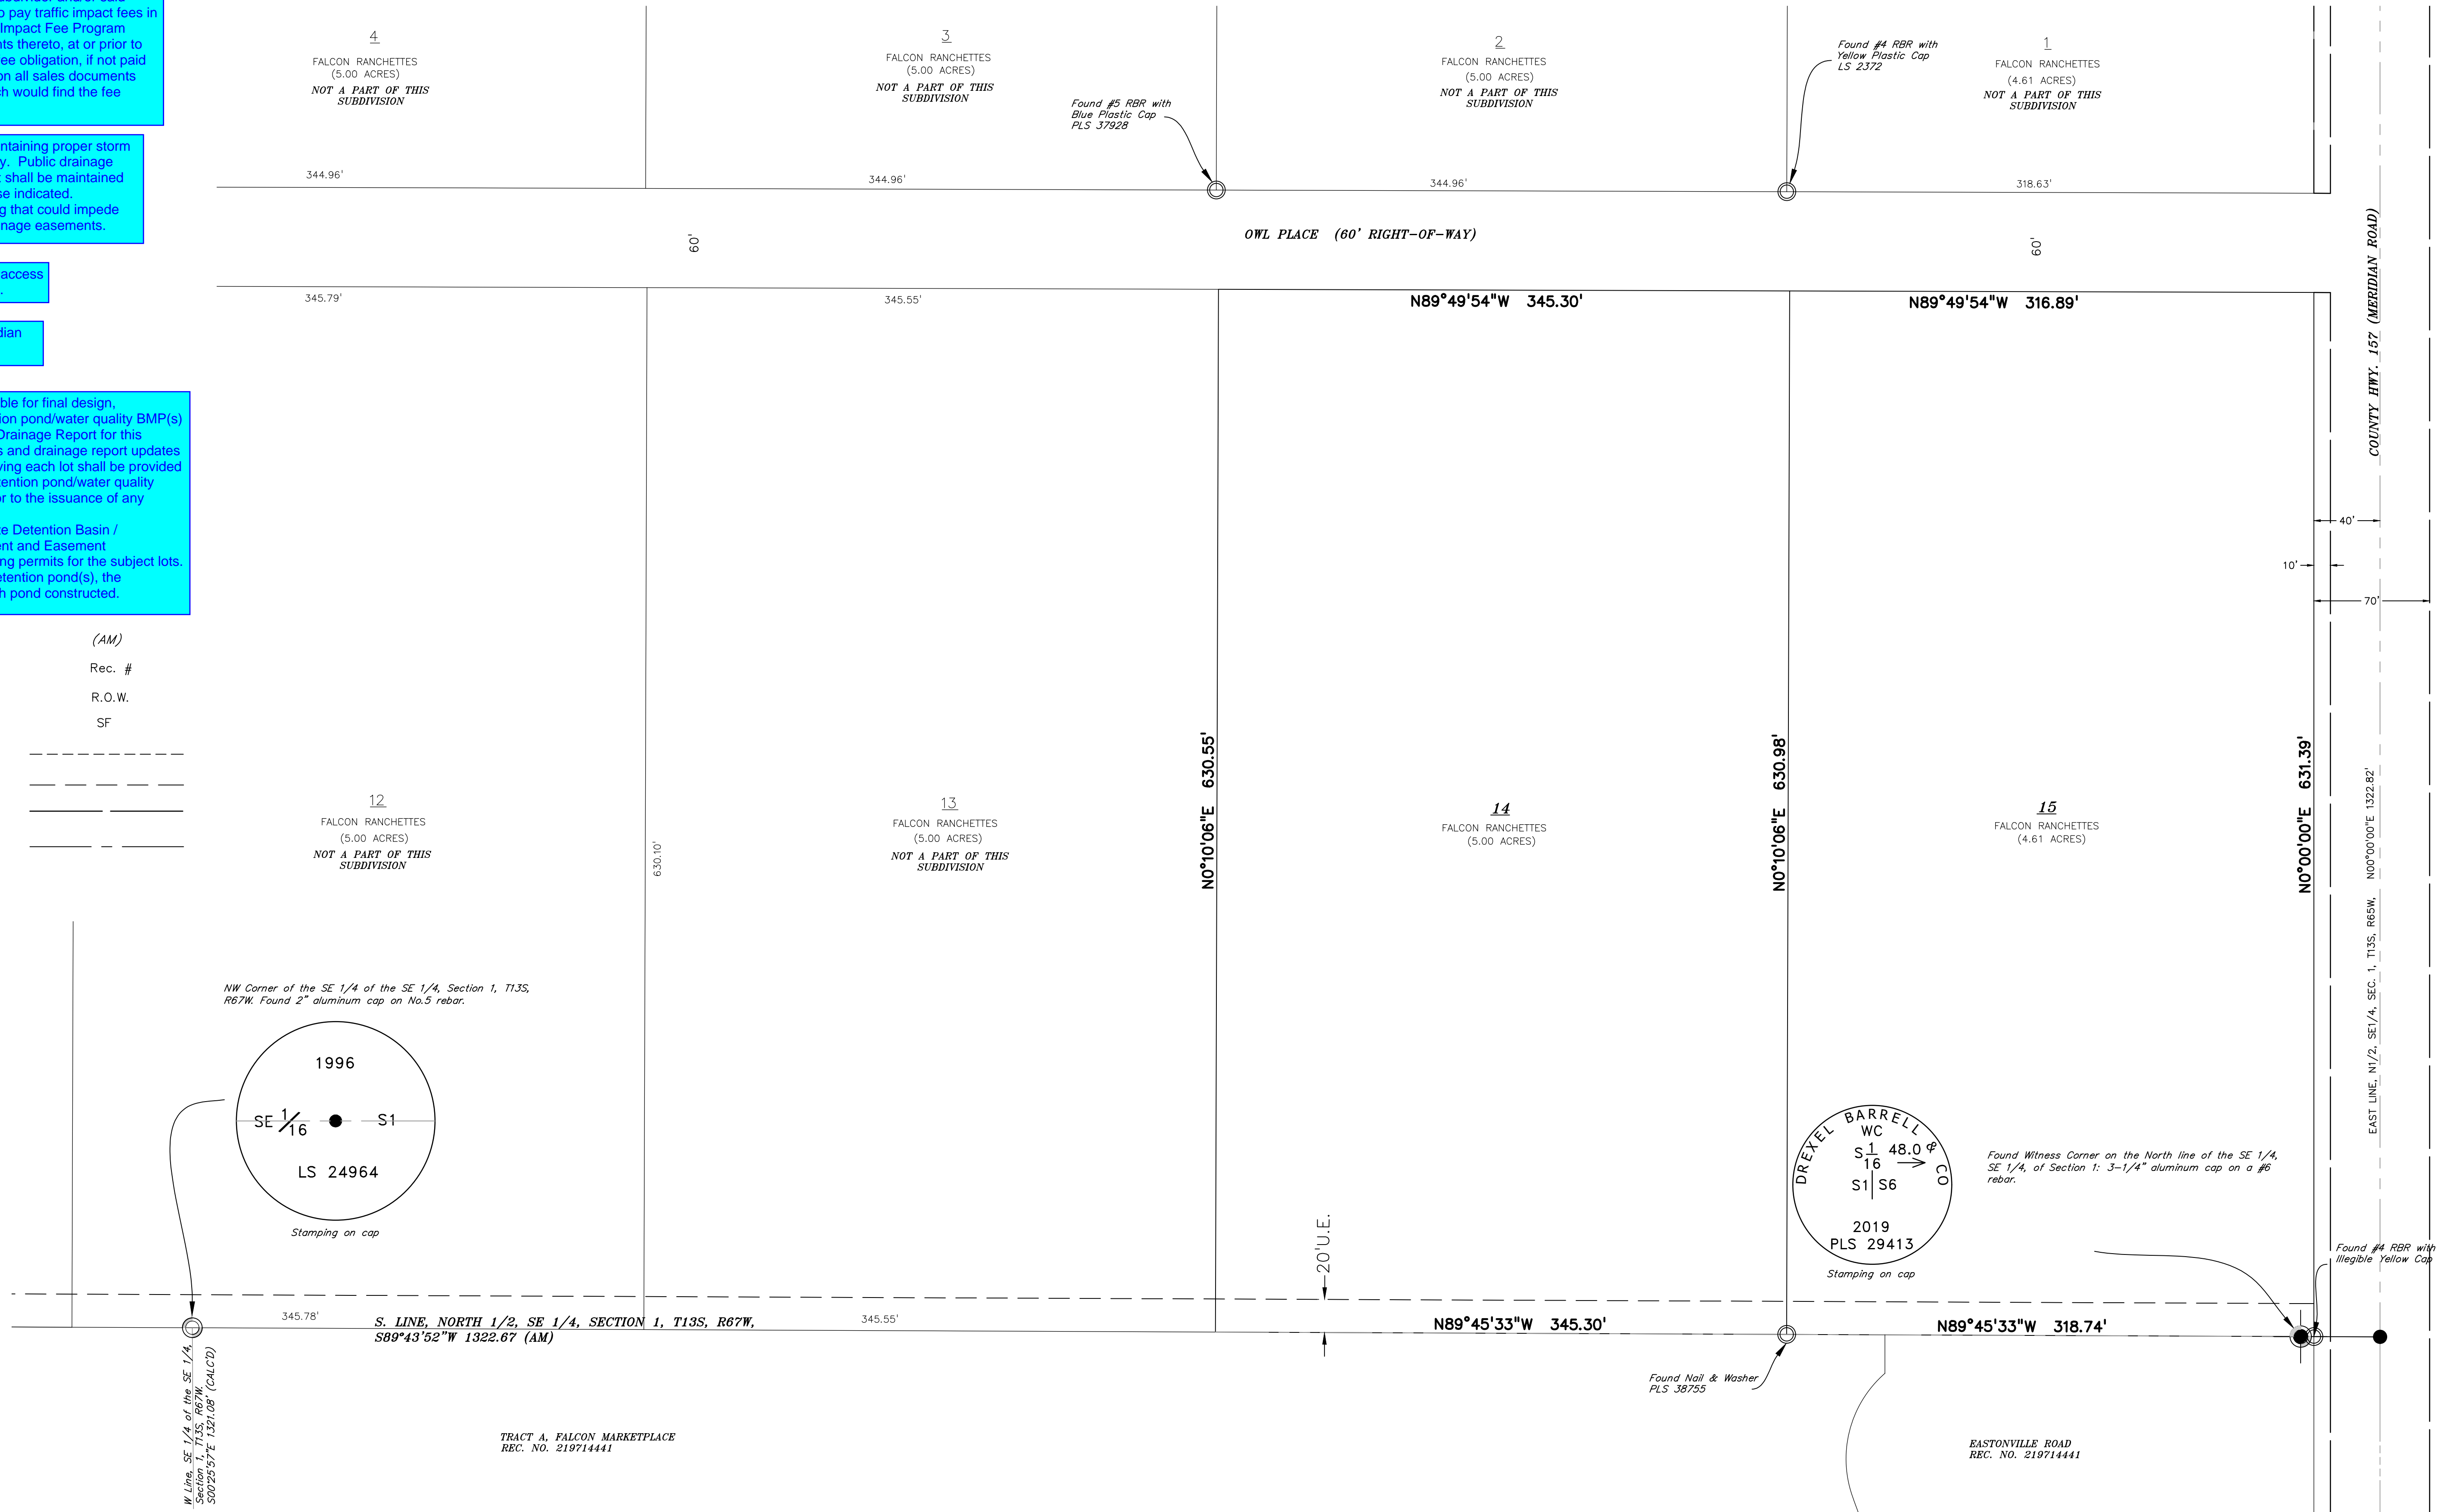 o pay traffic impact fees in
Impact Fee Program
nts thereto, at or prior to
ee obligation, if not paid
on all sales documents
ch would find the fee
ntaining proper storm
y. Public drainage
t shall be maintained
se indicated.
g that could impede
nage easements.
access
.
dian
ble for final design,
tion pond/water quality BMP(s)
Drainage Report for this
s and drainage report updates
ving each lot shall be provided
tention pond/water quality
or to the issuance of any
te Detention Basin /
ent and Easement
ng permits for the subject lots.
etention pond(s), the
ch pond constructed.
(AM)
Rec. #
R.O.W.
SF
4
FALCON RANCHETTES
(5.00 ACRES)
NOT A PART OF THIS
SUBDIVISION
3
FALCON RANCHETTES
(5.00 ACRES)
NOT A PART OF THIS
SUBDIVISION
2
FALCON RANCHETTES
(5.00 ACRES)
NOT A PART OF THIS
SUBDIVISION
1
FALCON RANCHETTES
(4.61 ACRES)
NOT A PART OF THIS
SUBDIVISION
Found #5 RBR with
Blue Plastic Cap
PLS 37928
Found #4 RBR with
Yellow Plastic Cap
LS 2372
344.96'
344.96'
344.96'
318.63'
60'
OWL PLACE (60' RIGHT-OF-WAY)
60'
345.79'
345.55'
N89°49'54"W 345.30'
N89°49'54"W 316.89'
COUNTY HWY. 157 (MERIDIAN ROAD)
40'
10'
70'
N0°10'06"E 630.55'
N0°10'06"E 630.98'
N0°00'00"E 631.39'
EAST LINE, N1/2, SE1/4, SEC. 1, T13S, R65W, N00°00'00"E 1322.82'
12
FALCON RANCHETTES
(5.00 ACRES)
NOT A PART OF THIS
SUBDIVISION
630.10'
13
FALCON RANCHETTES
(5.00 ACRES)
NOT A PART OF THIS
SUBDIVISION
14
FALCON RANCHETTES
(5.00 ACRES)
15
FALCON RANCHETTES
(4.61 ACRES)
NW Corner of the SE 1/4 of the SE 1/4, Section 1, T13S,
R67W. Found 2" aluminum cap on No.5 rebar.
1996
SE 1/16 S1
LS 24964
Stamping on cap
DREXEL BARRELL & CO
WC
S 1/16 48.0
S1 S6
2019
PLS 29413
Stamping on cap
Found Witness Corner on the North line of the SE 1/4,
SE 1/4, of Section 1: 3-1/4" aluminum cap on a #6
rebar.
Found #4 RBR with
Illegible Yellow Cap
20'U.E.
345.78'
S. LINE, NORTH 1/2, SE 1/4, SECTION 1, T13S, R67W,
S89°43'52"W 1322.67 (AM)
345.55'
N89°45'33"W 345.30'
N89°45'33"W 318.74'
Found Nail & Washer
PLS 38755
W Line, SE 1/4 of the SE 1/4,
Section 1, T13S, R67W.
S00°25'57"E 1321.08' (CALC'D)
TRACT A, FALCON MARKETPLACE
REC. NO. 219714441
EASTONVILLE ROAD
REC. NO. 219714441